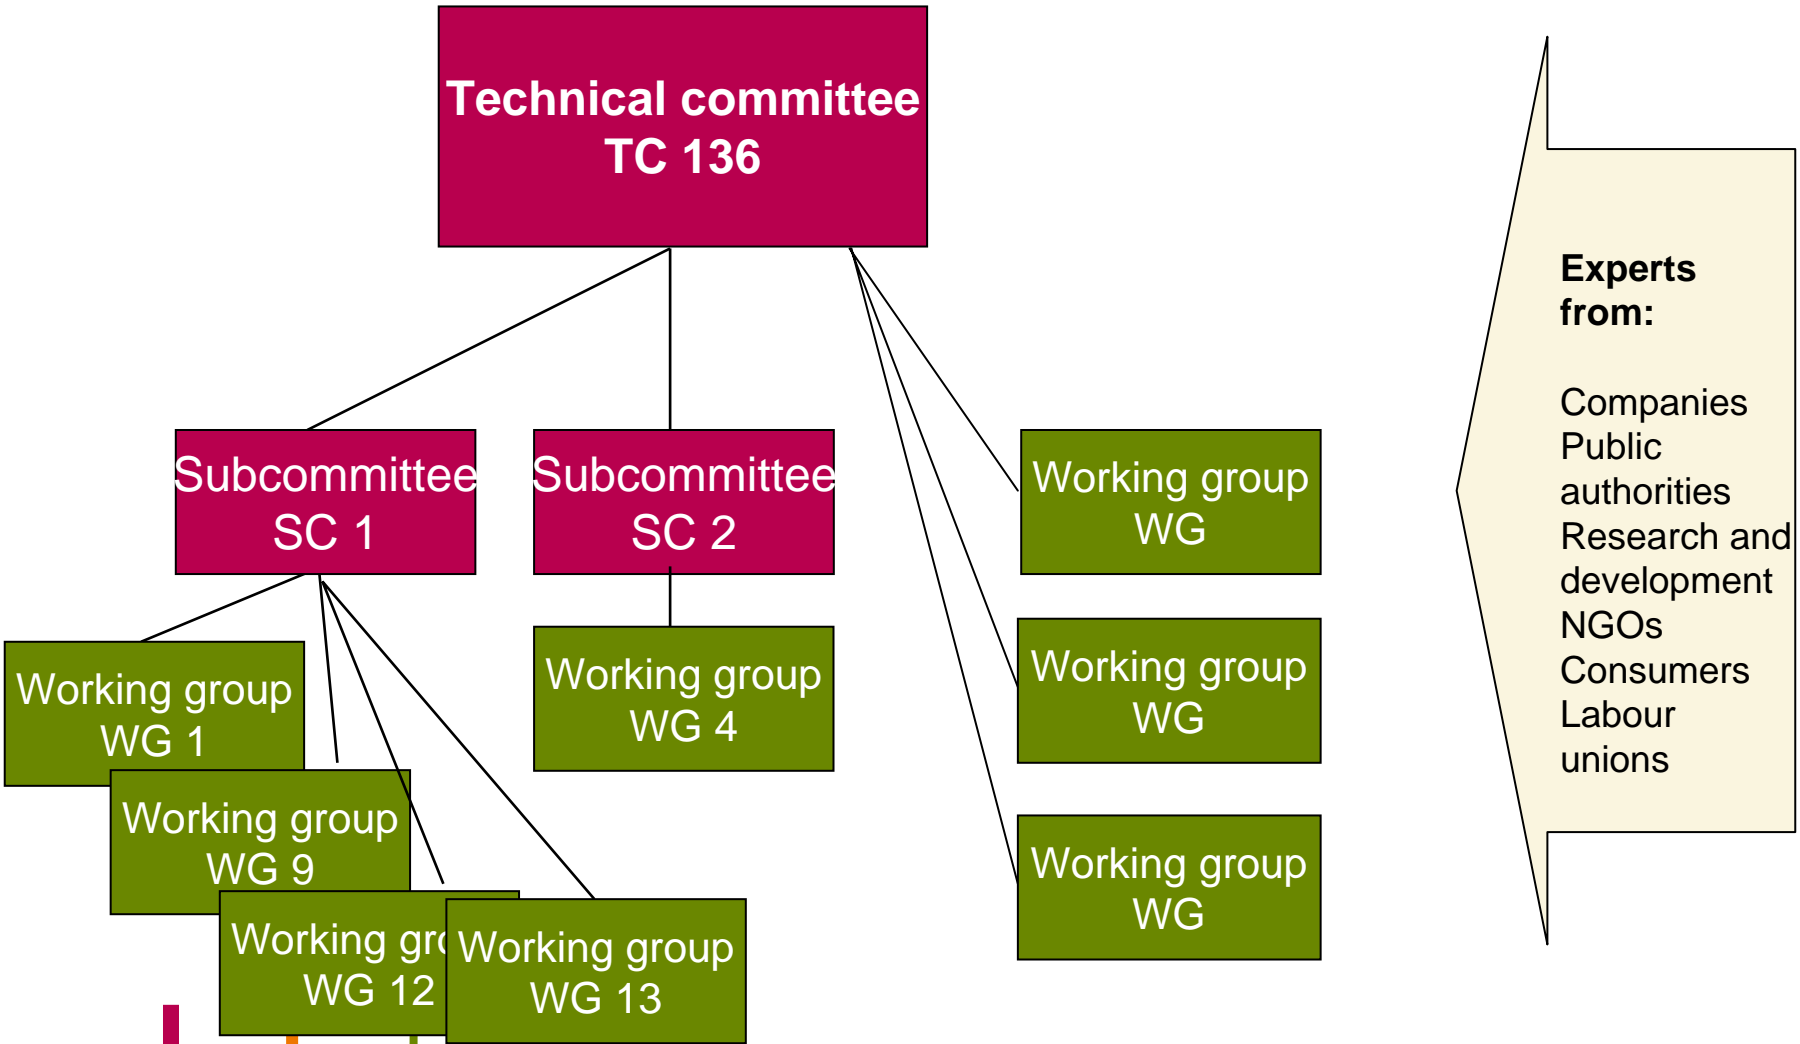 Technical committee
TC 136
Subcommittee
SC 1
Subcommittee
SC 2
Working group
WG
Working group
WG 1
Working group
WG 4
Working group
WG
Working group
WG 9
Working group
WG
Working gro
WG 12
Working group
WG 13
Experts
from:
Companies
Public
authorities
Research and
development
NGOs
Consumers
Labour
unions